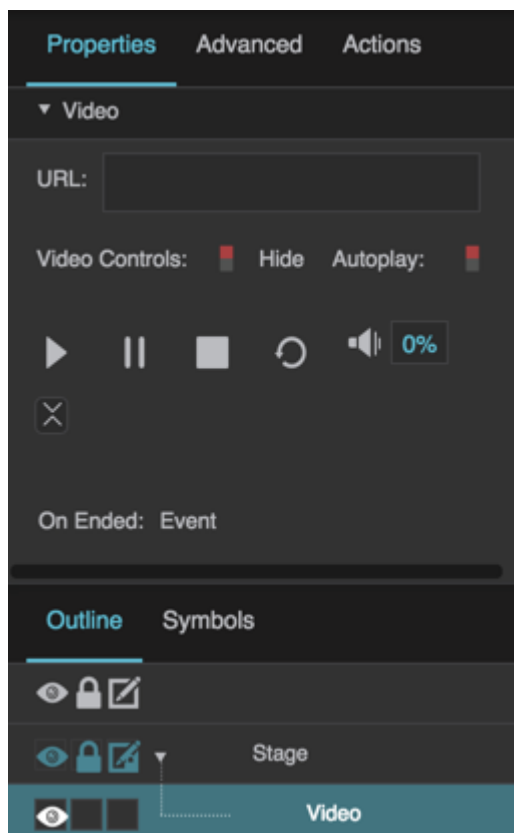 Properties Advanced Actions
Video
URL:
Video Controls: Hide Autoplay:
0%
On Ended: Event
Outline Symbols
Stage
Video